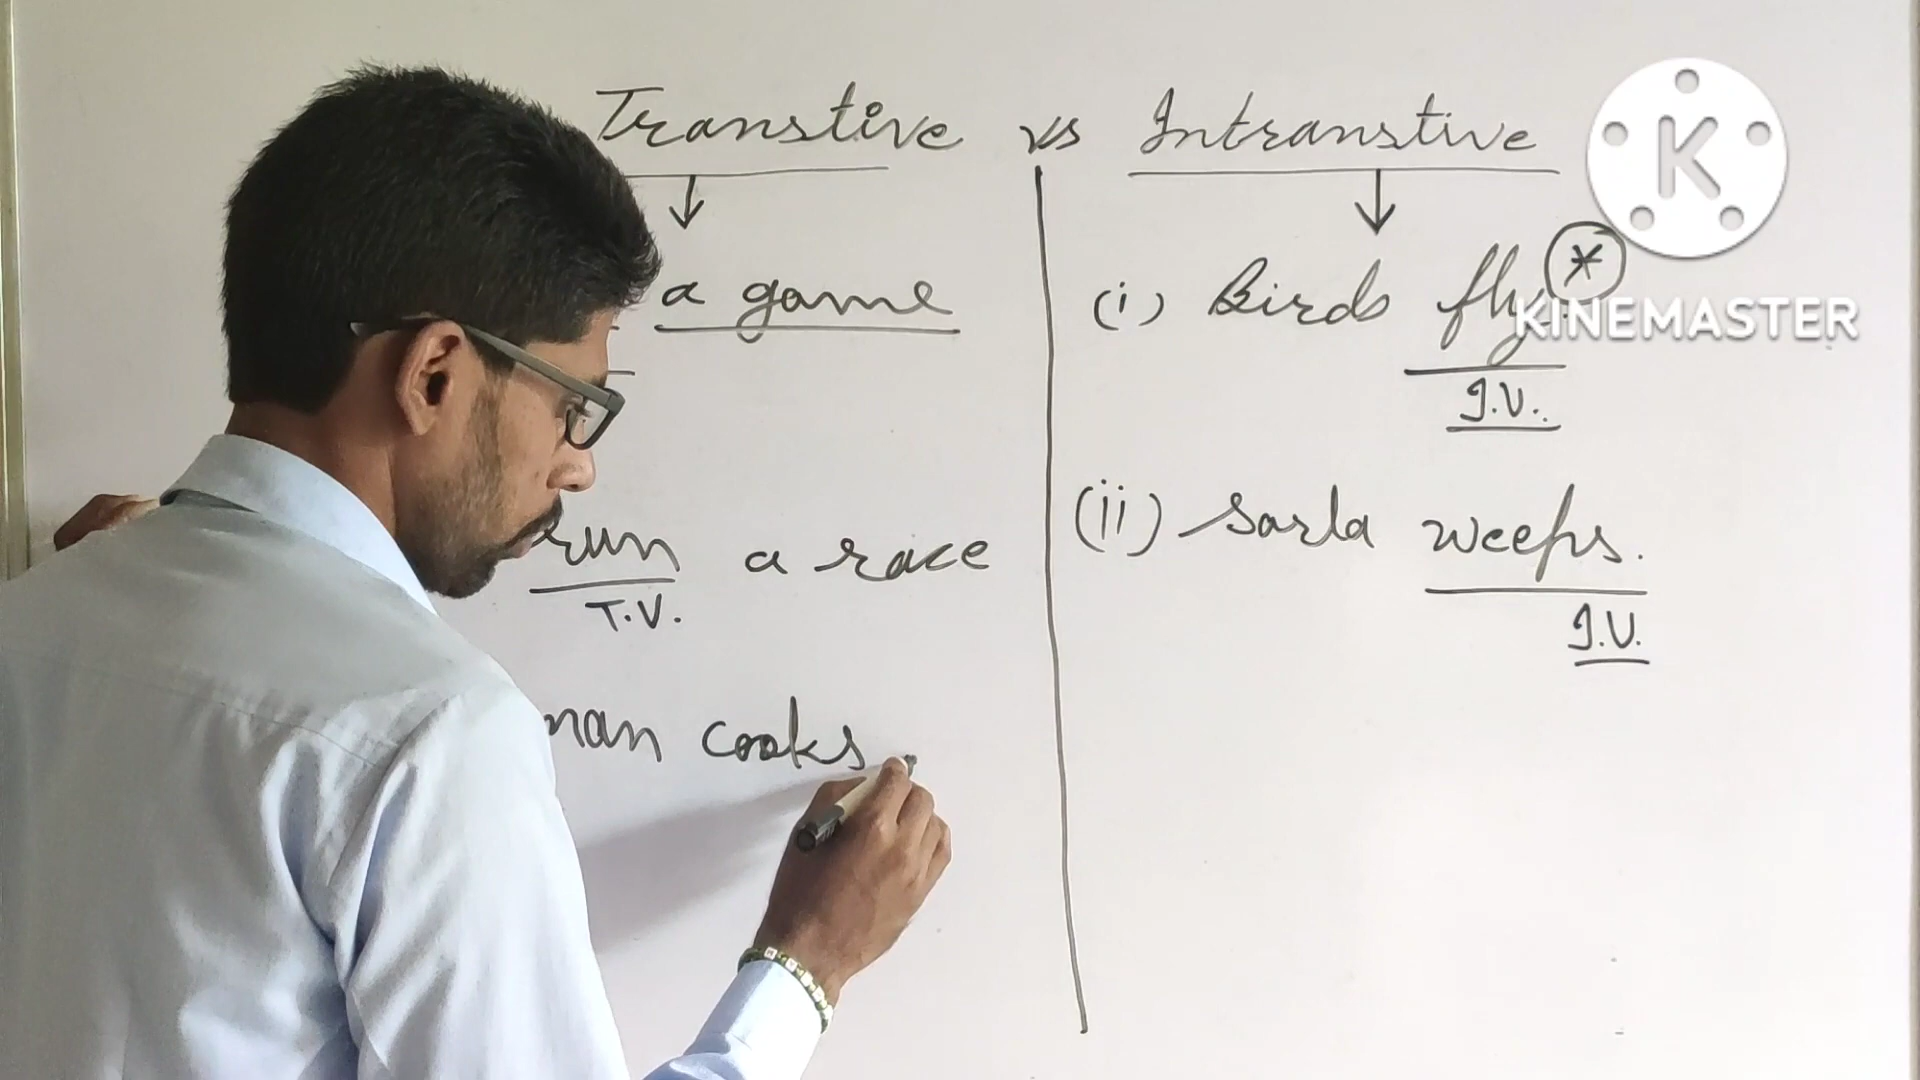 Transtive vs Intranstive
a game
(i) Birds fly *
I.V.
run a race
T.V.
(ii) Sarla weeps.
I.V.
man cooks
K
KINEMASTER